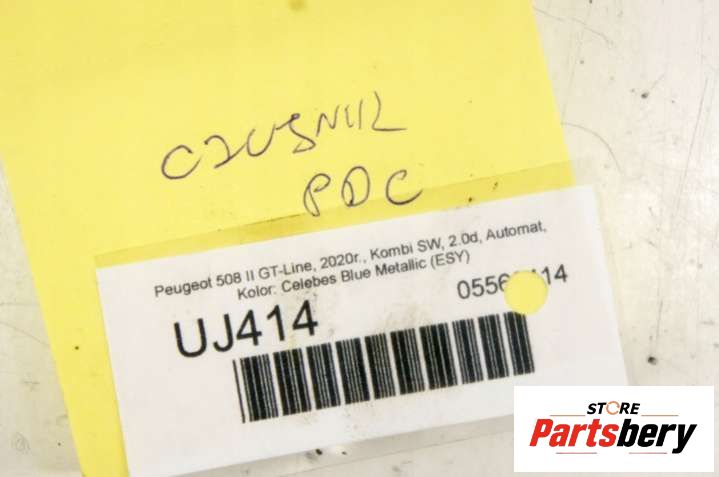 CZUJNIK
PDC
Peugeot 508 II GT-Line, 2020r., Kombi SW, 2.0d, Automat,
Kolor: Celebes Blue Metallic (ESY)
UJ414
STORE
Partsbery